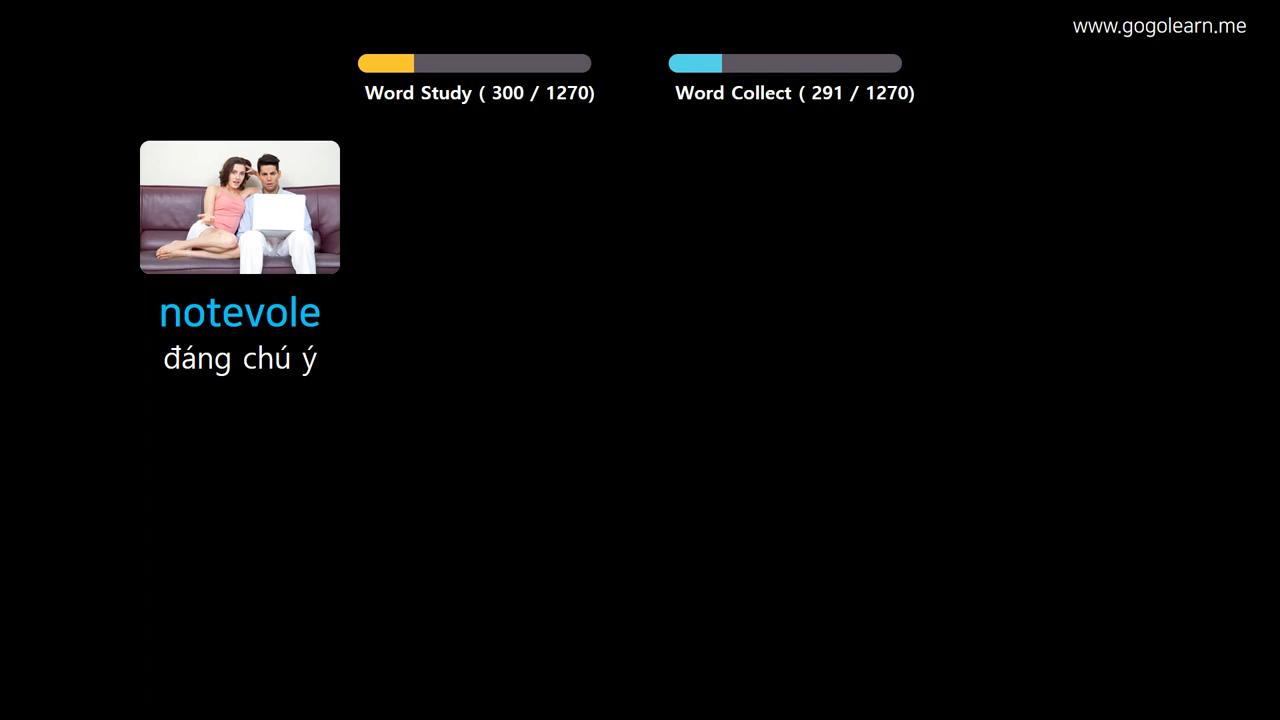 www.gogolearn.me
Word Study ( 300 / 1270)
Word Collect ( 291 / 1270)
notevole
đáng chú ý